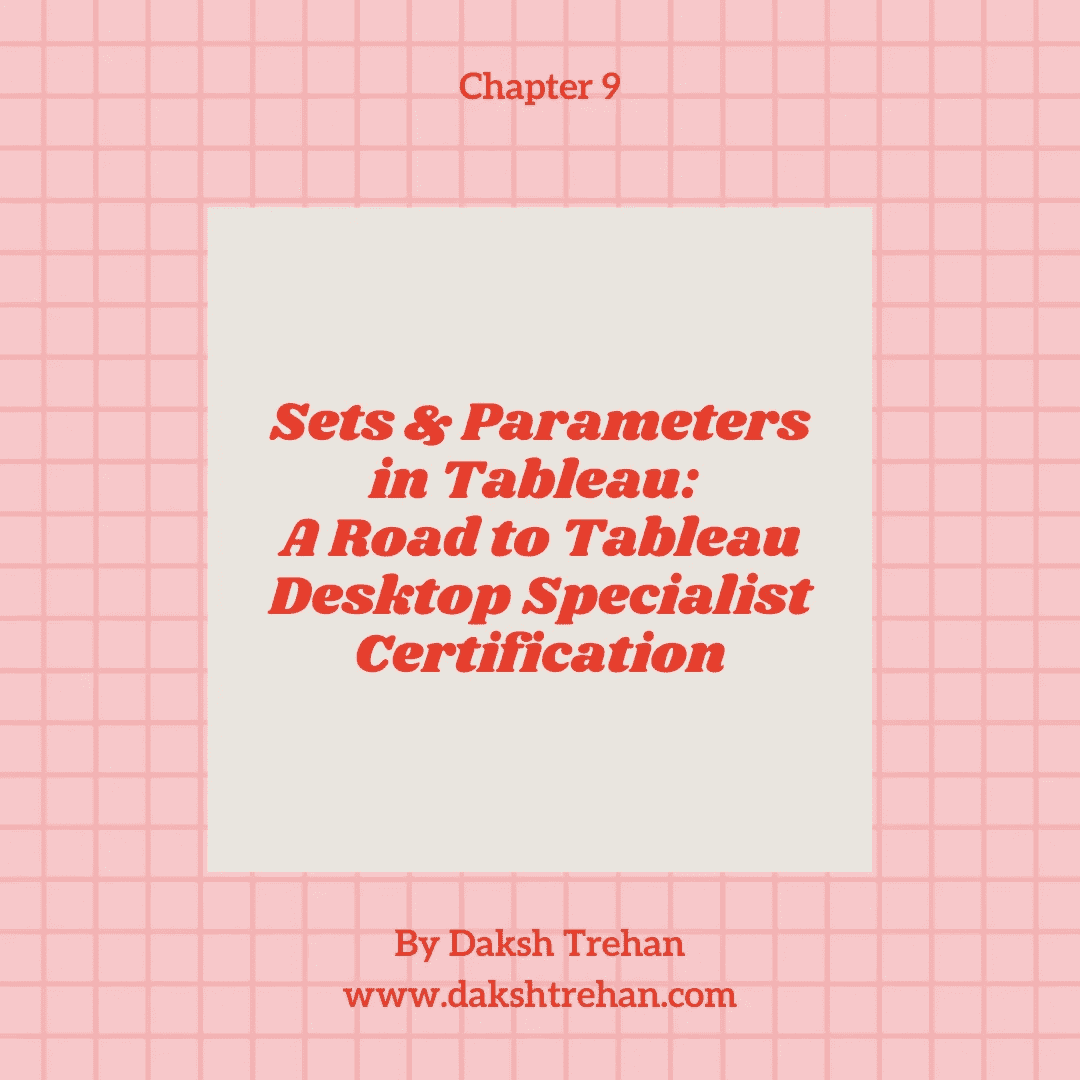 Chapter 9
Sets & Parameters
in Tableau:
A Road to Tableau
Desktop Specialist
Certification
By Daksh Trehan
www.dakshtrehan.com